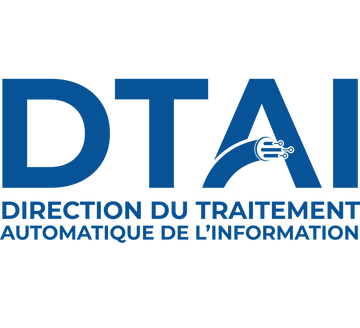 DTAI
DIRECTION DU TRAITEMENT
AUTOMATIQUE DE L’INFORMATION